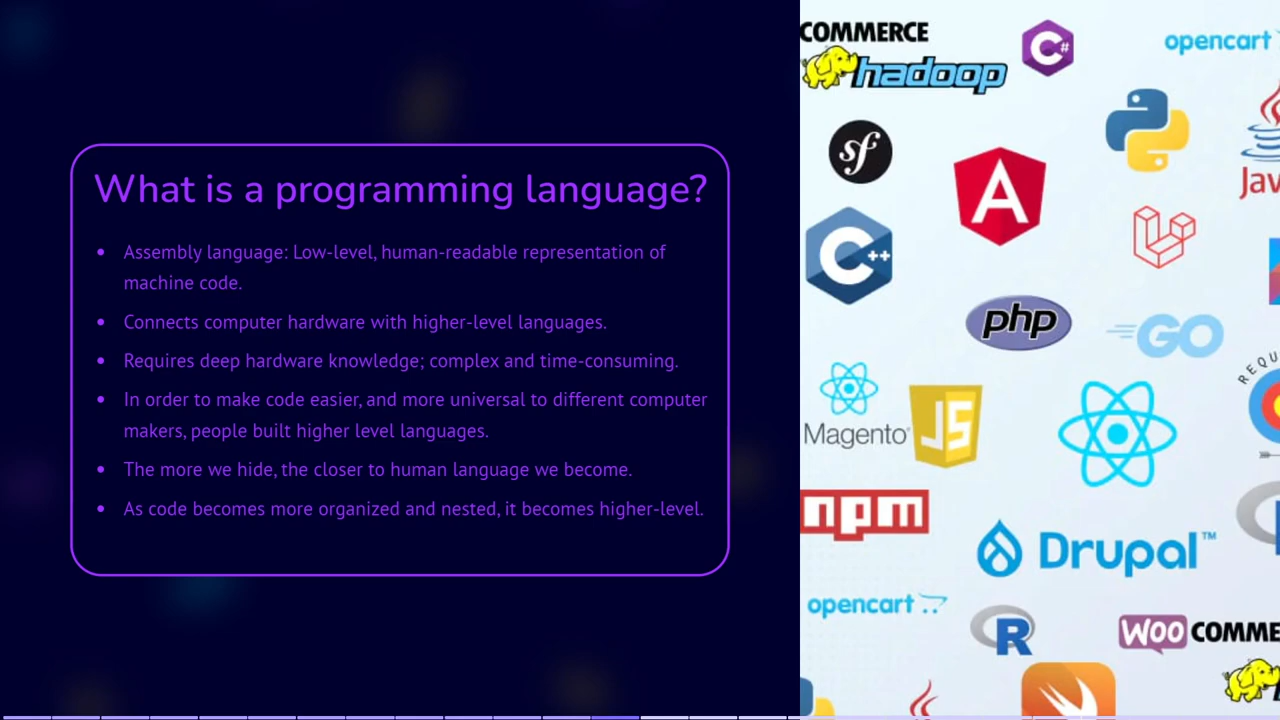 What is a programming language?
• Assembly language: Low-level, human-readable representation of
machine code.
• Connects computer hardware with higher-level languages.
• Requires deep hardware knowledge; complex and time-consuming.
• In order to make code easier, and more universal to different computer
makers, people built higher level languages.
• The more we hide, the closer to human language we become.
• As code becomes more organized and nested, it becomes higher-level.
COMMERCE
hadoop
C#
opencart
sf
A
Jav
C++
php
GO
REQU
Magento
JS
npm
Drupal™
opencart
R
WOO COMME